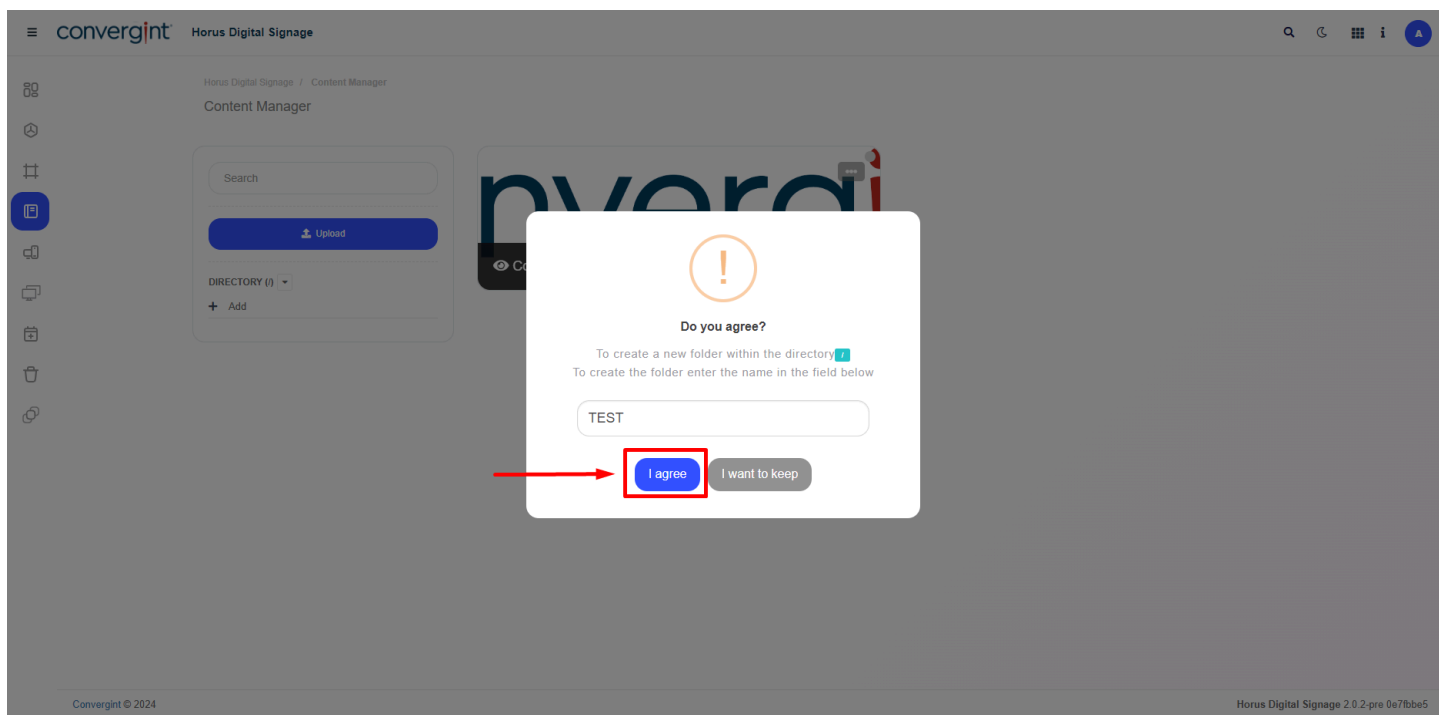 convergint Horus Digital Signage
i A
Horus Digital Signage / Content Manager
Content Manager
Search
Upload
DIRECTORY (/)
+ Add
nvergi
...
Co
!
Do you agree?
To create a new folder within the directory /
To create the folder enter the name in the field below
TEST
I agree I want to keep
Convergint © 2024 Horus Digital Signage 2.0.2-pre 0e7fbbe5